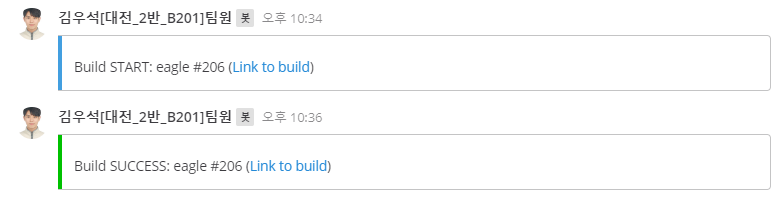 김우석[대전_2반_B201]팀원 봇 오후 10:34
Build START: eagle #206 (Link to build)
김우석[대전_2반_B201]팀원 봇 오후 10:36
Build SUCCESS: eagle #206 (Link to build)